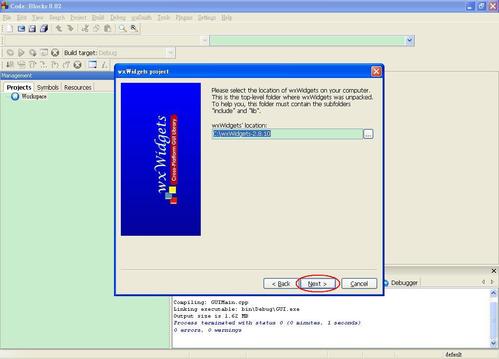 Code::Blocks 8.02
File Edit View Search Project Build Debug wxSmith Tools Plugins Settings Help
Build target: Debug
Management
Projects Symbols Resources
Workspace
wxWidgets project
wxWidgets
Cross-Platform GUI Library
Please select the location of wxWidgets on your computer.
This is the top-level folder where wxWidgets was unpacked.
To help you, this folder must contain the subfolders
"include" and "lib".
wxWidgets' location:
C:\wxWidgets-2.8.10
...
< Back Next > Cancel
Debugger
Compiling: GUIMain.cpp
Linking executable: bin\Debug\GUI.exe
Output size is 1.62 MB
Process terminated with status 0 (0 minutes, 1 seconds)
0 errors, 0 warnings
default